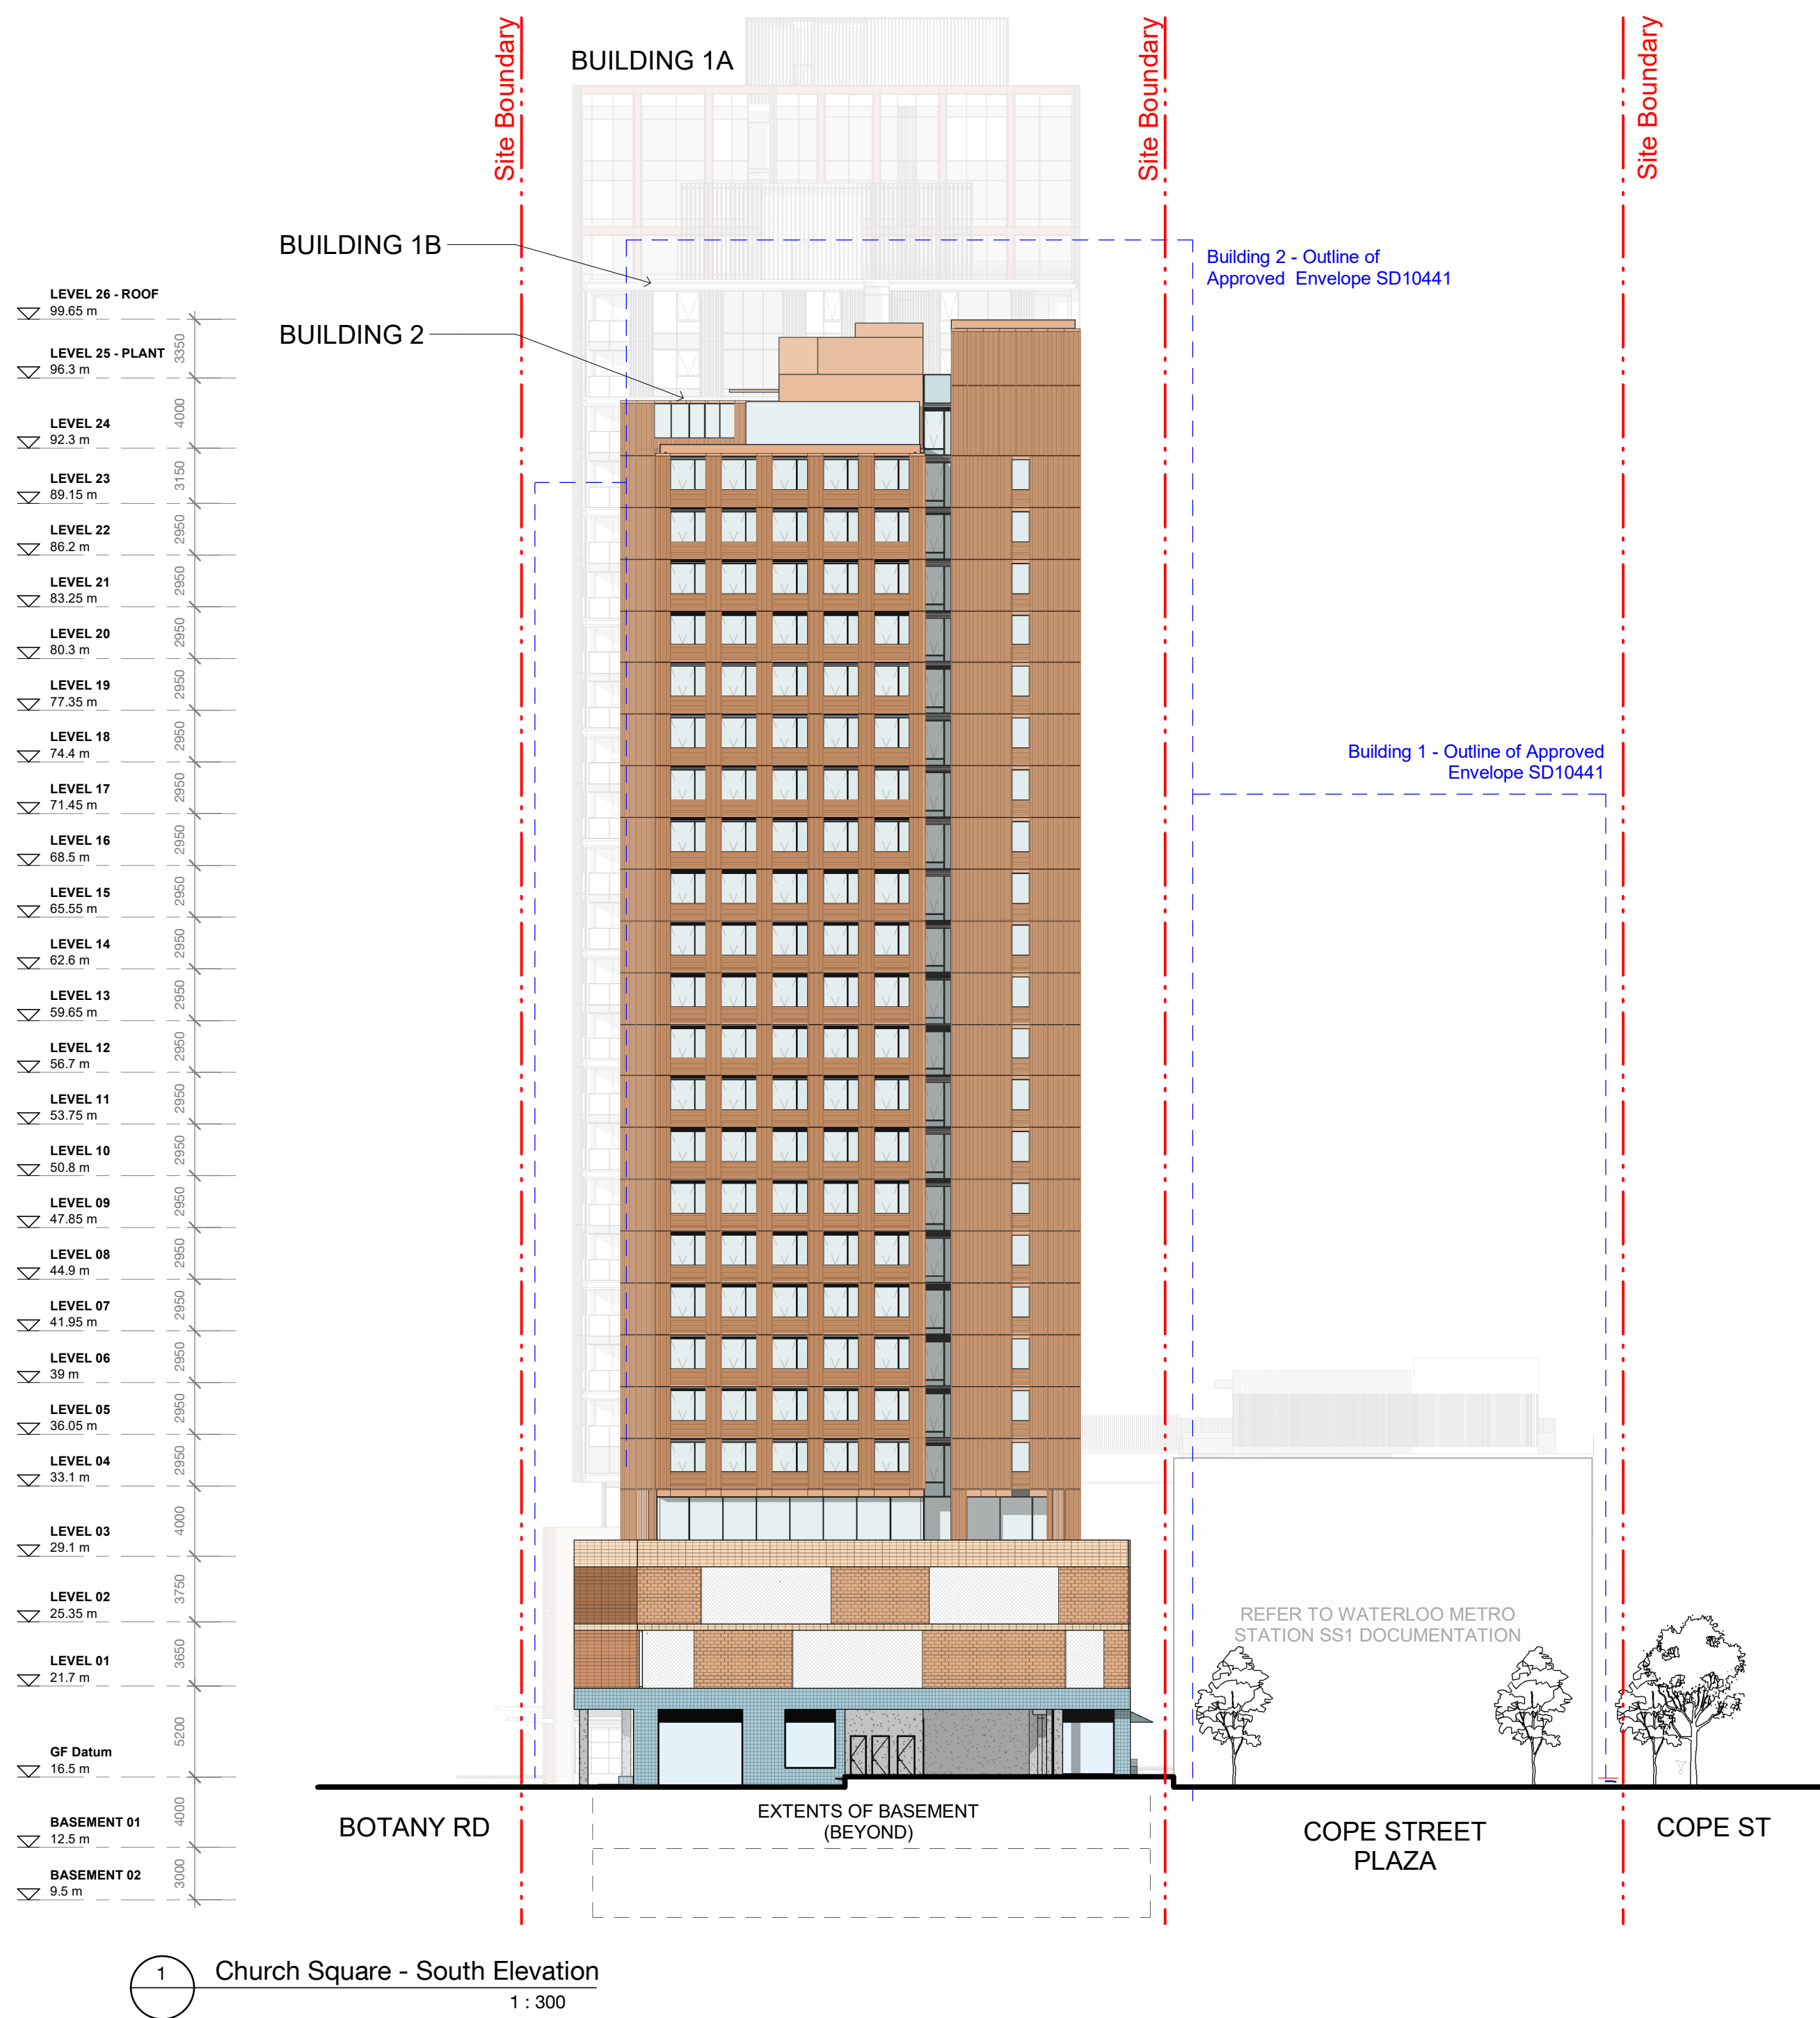 Site Boundary
Site Boundary
Site Boundary
BUILDING 1A
BUILDING 1B
BUILDING 2
Building 2 - Outline of
Approved Envelope SD10441
Building 1 - Outline of Approved
Envelope SD10441
LEVEL 26 - ROOF
99.65 m
3350
LEVEL 25 - PLANT
96.3 m
4000
LEVEL 24
92.3 m
3150
LEVEL 23
89.15 m
2950
LEVEL 22
86.2 m
2950
LEVEL 21
83.25 m
2950
LEVEL 20
80.3 m
2950
LEVEL 19
77.35 m
2950
LEVEL 18
74.4 m
2950
LEVEL 17
71.45 m
2950
LEVEL 16
68.5 m
2950
LEVEL 15
65.55 m
2950
LEVEL 14
62.6 m
2950
LEVEL 13
59.65 m
2950
LEVEL 12
56.7 m
2950
LEVEL 11
53.75 m
2950
LEVEL 10
50.8 m
2950
LEVEL 09
47.85 m
2950
LEVEL 08
44.9 m
2950
LEVEL 07
41.95 m
2950
LEVEL 06
39 m
2950
LEVEL 05
36.05 m
2950
LEVEL 04
33.1 m
4000
LEVEL 03
29.1 m
3750
LEVEL 02
25.35 m
3650
LEVEL 01
21.7 m
5200
GF Datum
16.5 m
4000
BASEMENT 01
12.5 m
3000
BASEMENT 02
9.5 m
REFER TO WATERLOO METRO
STATION SS1 DOCUMENTATION
BOTANY RD
EXTENTS OF BASEMENT
(BEYOND)
COPE STREET
PLAZA
COPE ST
1
Church Square - South Elevation
1 : 300